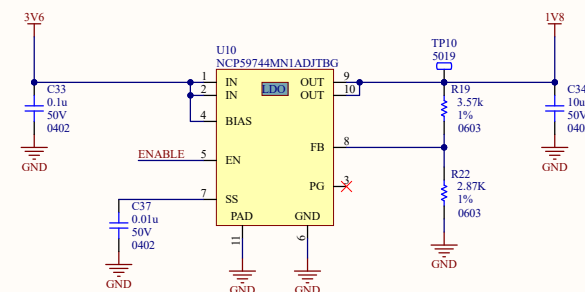 3V6
1V8
U10
NCP59744MN1ADJTBG
TP10
5019
1
IN
2
IN
LDO
OUT
9
OUT
10
C33
0.1u
50V
0402
R19
3.57k
1%
0603
C34
10u
50V
040
4
BIAS
ENABLE
5
EN
FB
8
GND
GND
7
SS
PG
3
R22
2.87K
1%
0603
C37
0.01u
50V
0402
PAD
GND
11
6
GND
GND
GND
GND